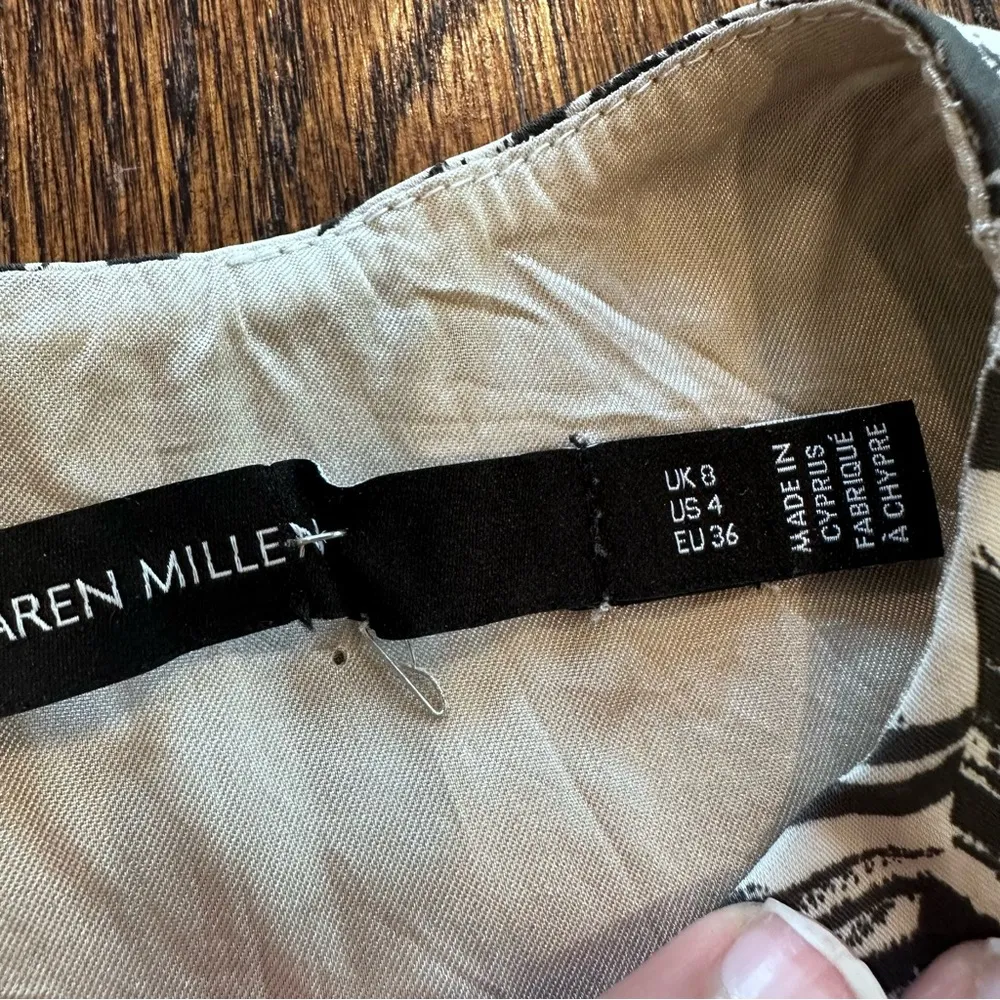 AREN MILLEN
UK 8
US 4
EU 36
MADE IN
CYPRUS
FABRIQUÉ
À CHYPRE